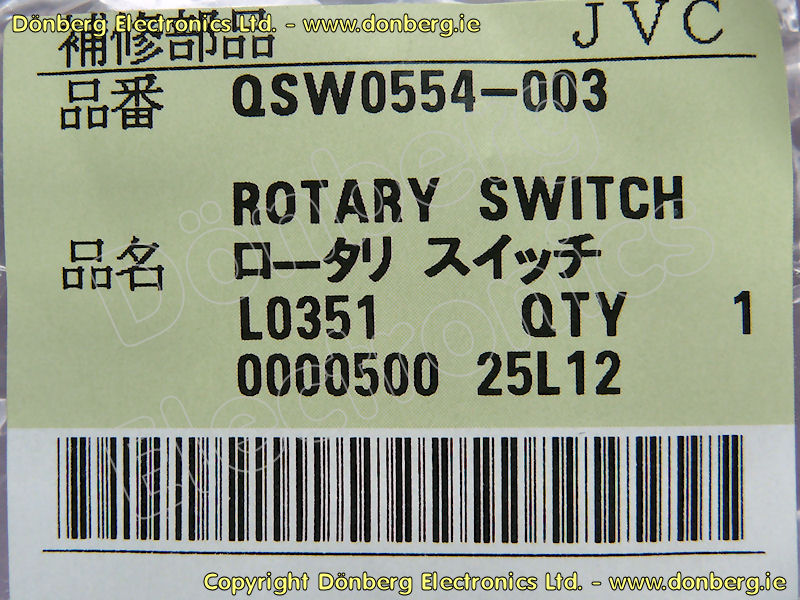 Dönberg Electronics Ltd. - www.donberg.ie
補修部品 JVC
品番 QSW0554-003
ROTARY SWITCH
品名 ロータリ スイッチ
L0351 QTY 1
0000500 25L12
Dönberg Electronics
Copyright Dönberg Electronics Ltd. - www.donberg.ie